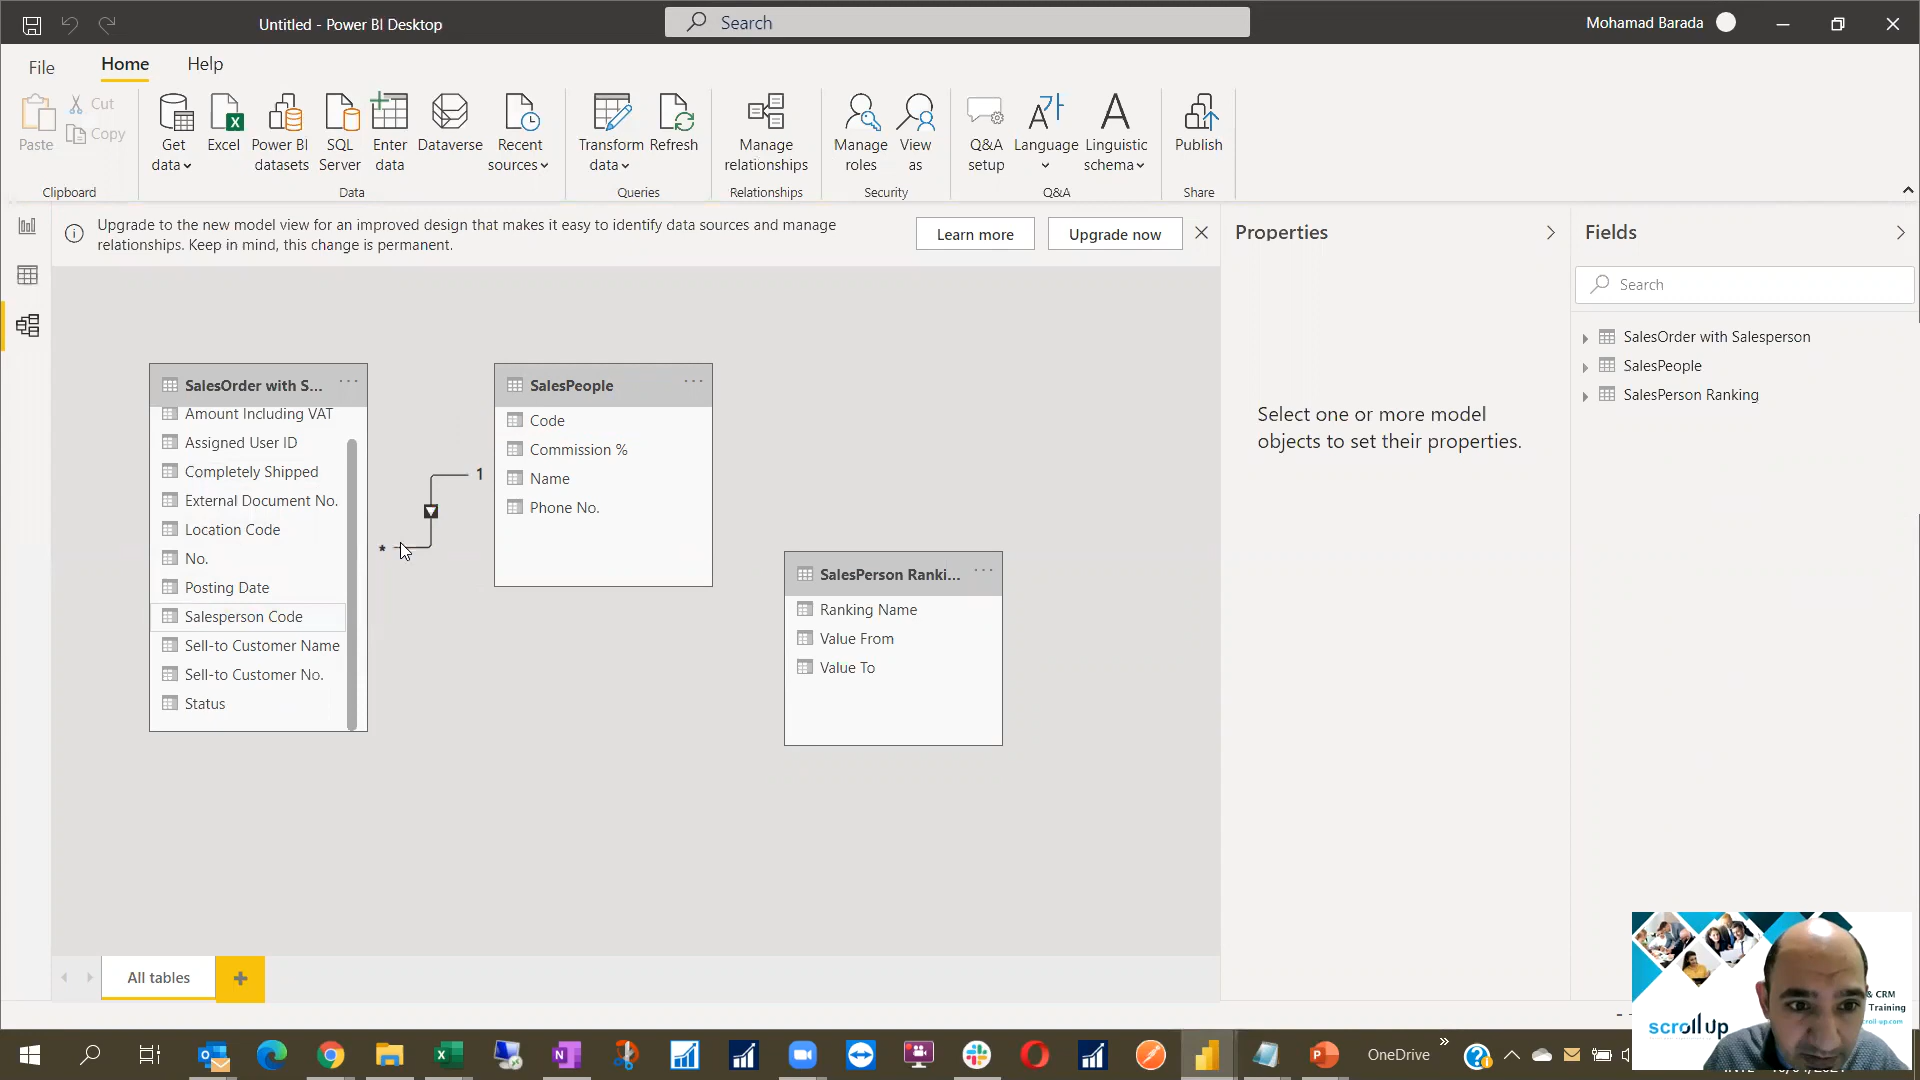 Untitled - Power BI Desktop
Search
Mohamad Barada
File
Home
Help
Paste
Cut
Copy
Clipboard
Get data
Excel
Power BI datasets
SQL Server
Enter data
Dataverse
Recent sources
Data
Transform data
Refresh
Queries
Manage relationships
Relationships
Manage roles
View as
Security
Q&A setup
Language
Linguistic schema
Q&A
Publish
Share
Upgrade to the new model view for an improved design that makes it easy to identify data sources and manage
relationships. Keep in mind, this change is permanent.
Learn more
Upgrade now
Properties
Fields
Search
Select one or more model
objects to set their properties.
SalesOrder with Salesperson
SalesPeople
SalesPerson Ranking
SalesOrder with S...
Amount Including VAT
Assigned User ID
Completely Shipped
External Document No.
Location Code
No.
Posting Date
Salesperson Code
Sell-to Customer Name
Sell-to Customer No.
Status
1
*
SalesPeople
Code
Commission %
Name
Phone No.
SalesPerson Ranki...
Ranking Name
Value From
Value To
All tables
& CRM
Training
scroll up
OneDrive